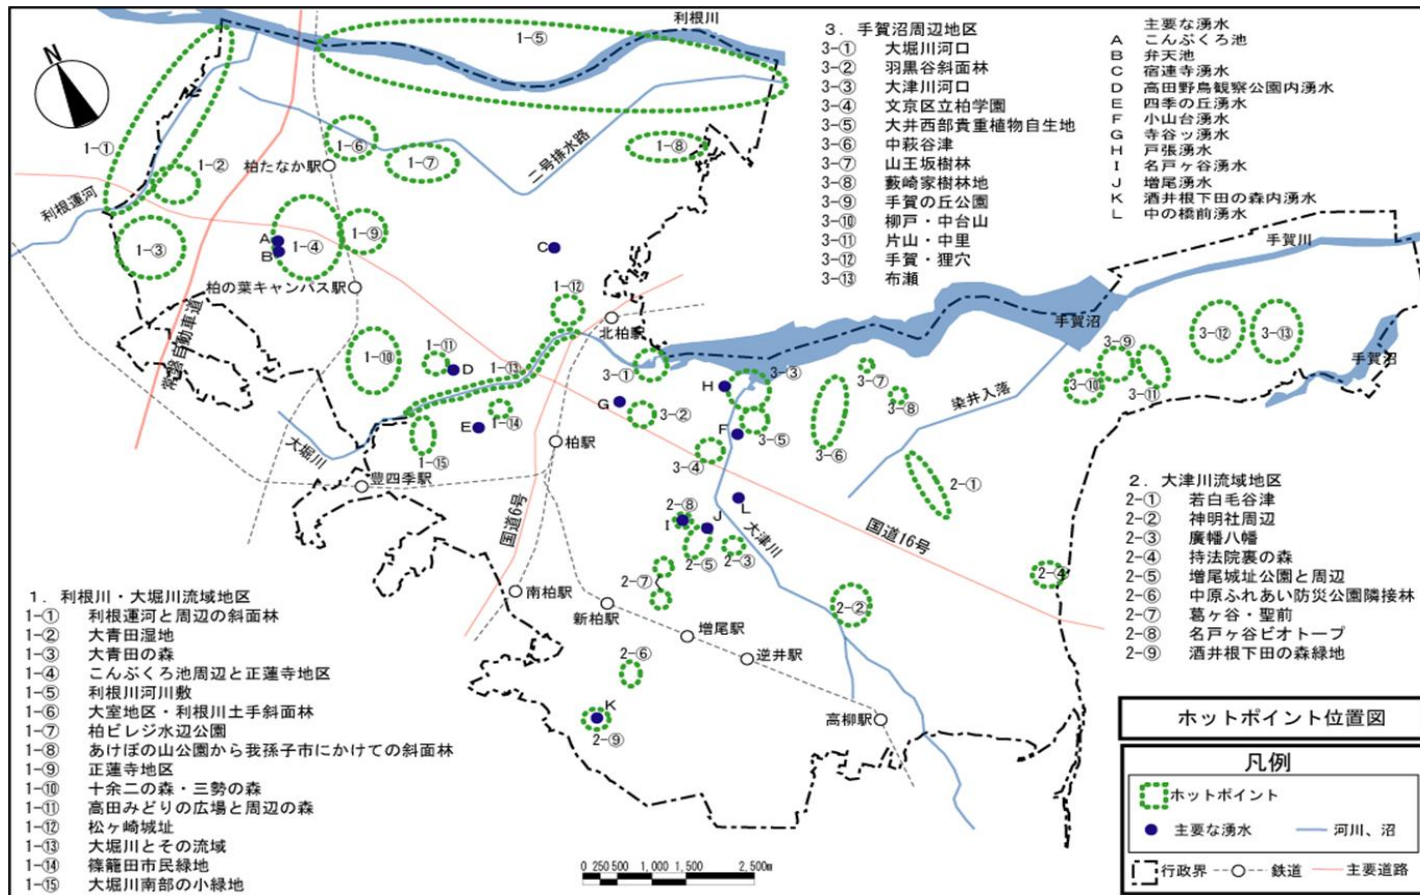 利根川
1-⑤
N
1-①
1-②
1-⑥
1-⑦
1-⑧
二号排水路
柏たなか駅
利根運河
1-③
A
B
1-④
1-⑨
C
柏の葉キャンパス駅
常磐自動車道
1-⑫
北柏駅
1-⑩
1-⑪
D
1-⑬
1-⑭
E
1-⑮
大堀川
豊四季駅
柏駅
国道6号
3-①
G
3-②
H
3-③
F
3-⑤
3-④
3-⑥
3-⑦
3-⑧
手賀沼
手賀川
3-⑨
3-⑩
3-⑪
3-⑫
3-⑬
手賀沼
染井入落
2-①
L
2-⑧
I
J
2-⑤
2-③
大津川
国道16号
2-④
2-⑦
2-②
南柏駅
新柏駅
増尾駅
逆井駅
2-⑥
K
2-⑨
高柳駅
3. 手賀沼周辺地区
3-① 大堀川河口
3-② 羽黒谷斜面林
3-③ 大津川河口
3-④ 文京区立柏学園
3-⑤ 大井西部貴重植物自生地
3-⑥ 中萩谷津
3-⑦ 山王坂樹林
3-⑧ 藪崎家樹林地
3-⑨ 手賀の丘公園
3-⑩ 柳戸・中台山
3-⑪ 片山・中里
3-⑫ 手賀・狸穴
3-⑬ 布瀬
主要な湧水
A こんぶくろ池
B 弁天池
C 宿連寺湧水
D 高田野鳥観察公園内湧水
E 四季の丘湧水
F 小山台湧水
G 寺谷ッ湧水
H 戸張湧水
I 名戸ヶ谷湧水
J 増尾湧水
K 酒井根下田の森内湧水
L 中の橋前湧水
1. 利根川・大堀川流域地区
1-① 利根運河と周辺の斜面林
1-② 大青田湿地
1-③ 大青田の森
1-④ こんぶくろ池周辺と正蓮寺地区
1-⑤ 利根川河川敷
1-⑥ 大室地区・利根川土手斜面林
1-⑦ 柏ビレジ水辺公園
1-⑧ あけぼの山公園から我孫子市にかけての斜面林
1-⑨ 正蓮寺地区
1-⑩ 十余二の森・三勢の森
1-⑪ 高田みどりの広場と周辺の森
1-⑫ 松ヶ崎城址
1-⑬ 大堀川とその流域
1-⑭ 篠籠田市民緑地
1-⑮ 大堀川南部の小緑地
2. 大津川流域地区
2-① 若白毛谷津
2-② 神明社周辺
2-③ 廣幡八幡
2-④ 持法院裏の森
2-⑤ 増尾城址公園と周辺
2-⑥ 中原ふれあい防災公園隣接林
2-⑦ 葛ヶ谷・聖前
2-⑧ 名戸ヶ谷ビオトープ
2-⑨ 酒井根下田の森緑地
0 250 500 1,000 1,500 2,500m
ホットポイント位置図
凡例
ホットポイント
主要な湧水 河川、沼
行政界 鉄道 主要道路